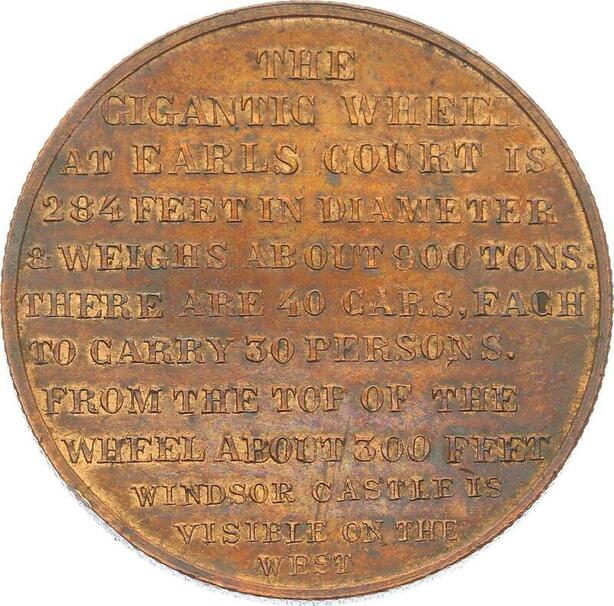 THE
GIGANTIC WHEEL
AT EARLS COURT IS
284 FEET IN DIAMETER
& WEIGHS ABOUT 900 TONS.
THERE ARE 40 CARS, EACH
TO CARRY 30 PERSONS.
FROM THE TOP OF THE
WHEEL ABOUT 300 FEET
WINDSOR CASTLE IS
VISIBLE ON THE
WEST